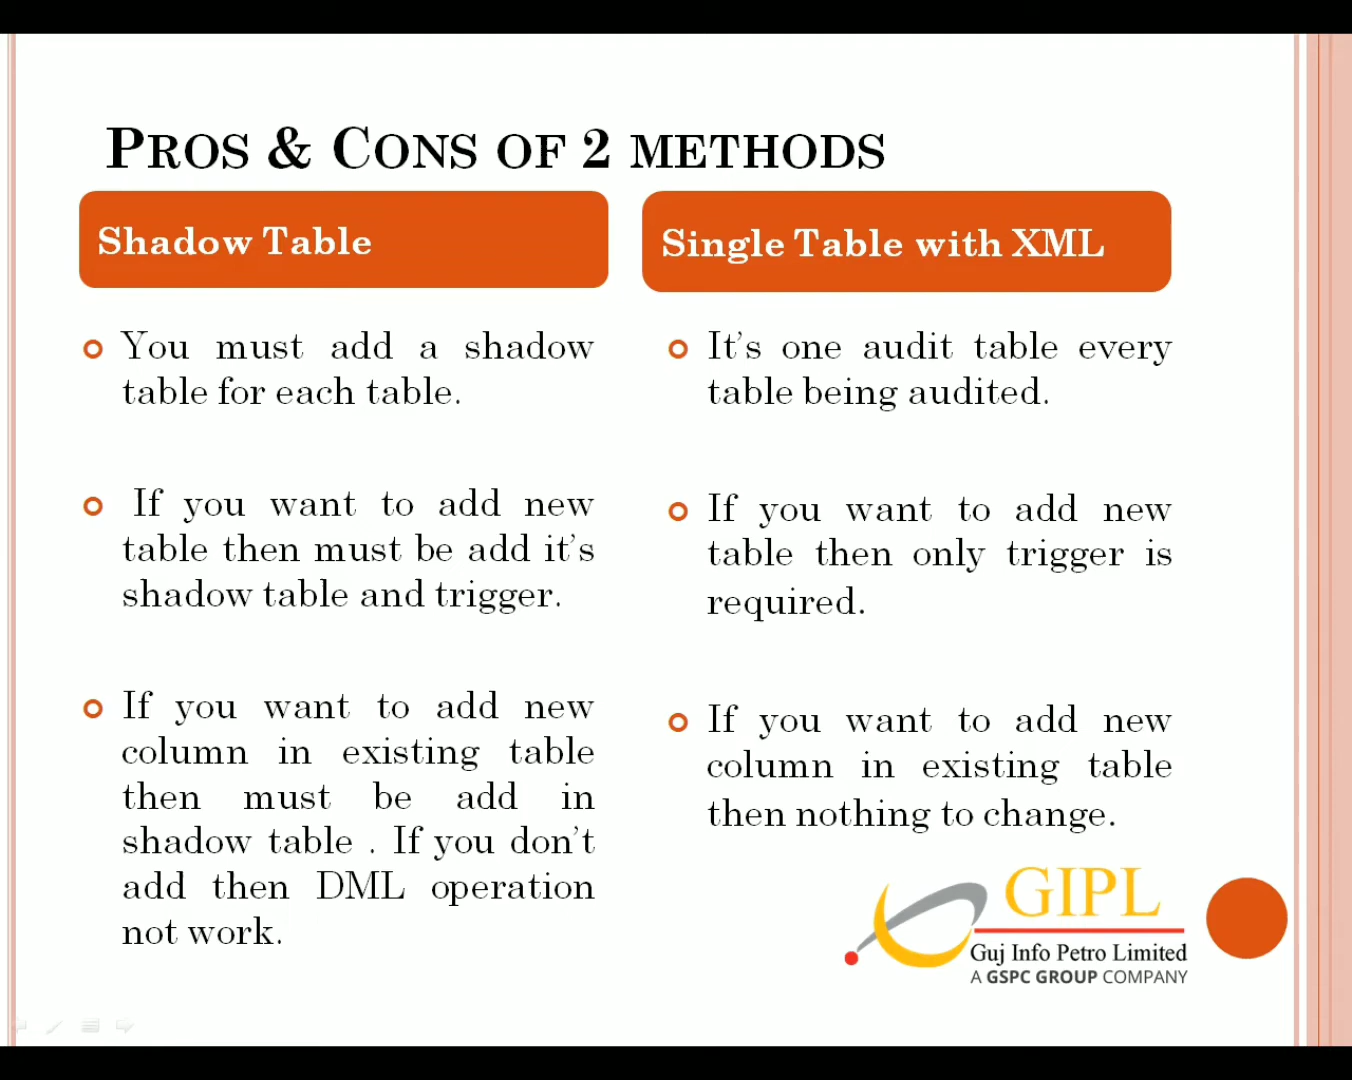 PROS & CONS OF 2 METHODS
Shadow Table
You must add a shadow
table for each table.
If you want to add new
table then must be add it's
shadow table and trigger.
If you want to add new
column in existing table
then must be add in
shadow table . If you don't
add then DML operation
not work.
Single Table with XML
It's one audit table every
table being audited.
If you want to add new
table then only trigger is
required.
If you want to add new
column in existing table
then nothing to change.
GIPL
Guj Info Petro Limited
A GSPC GROUP COMPANY